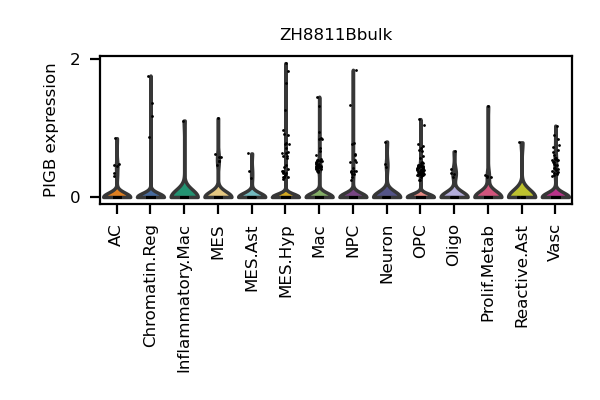 ZH8811Bbulk
PIGB expression
2
0
AC
Chromatin.Reg
Inflammatory.Mac
MES
MES.Ast
MES.Hyp
Mac
NPC
Neuron
OPC
Oligo
Prolif.Metab
Reactive.Ast
Vasc